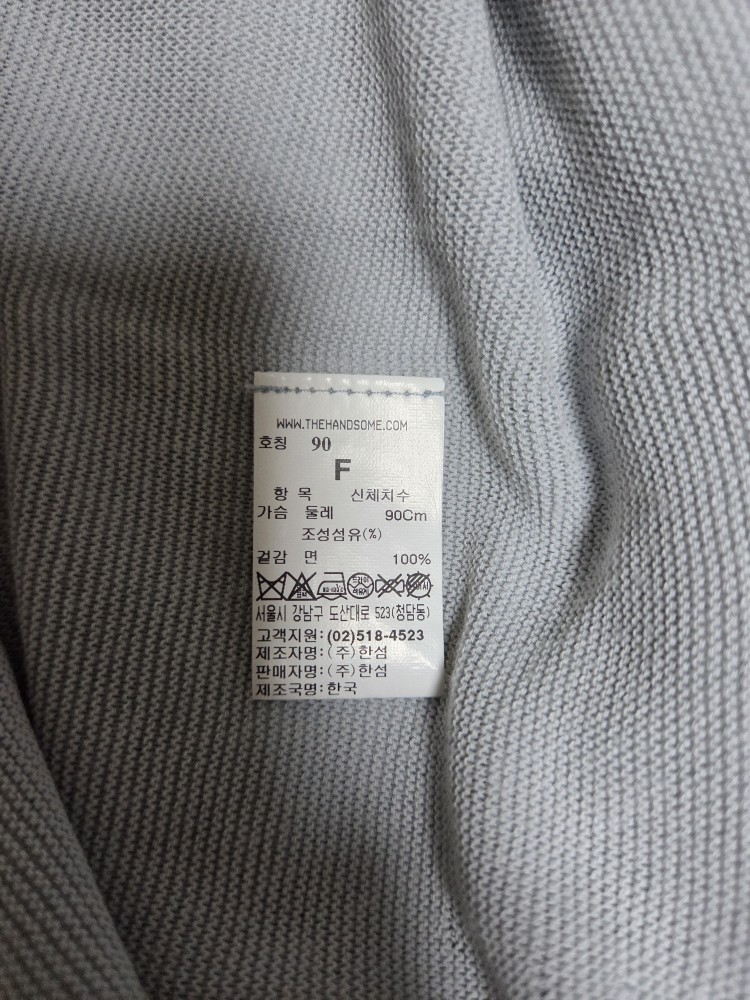 WWW.THEHANDSOME.COM
호칭 90
F
항 목 신체치수
가슴 둘레 90Cm
조성섬유(%)
겉감 면 100%
서울시 강남구 도산대로 523(청담동)
고객지원:(02)518-4523
제조자명:(주)한섬
판매자명:(주)한섬
제조국명:한국